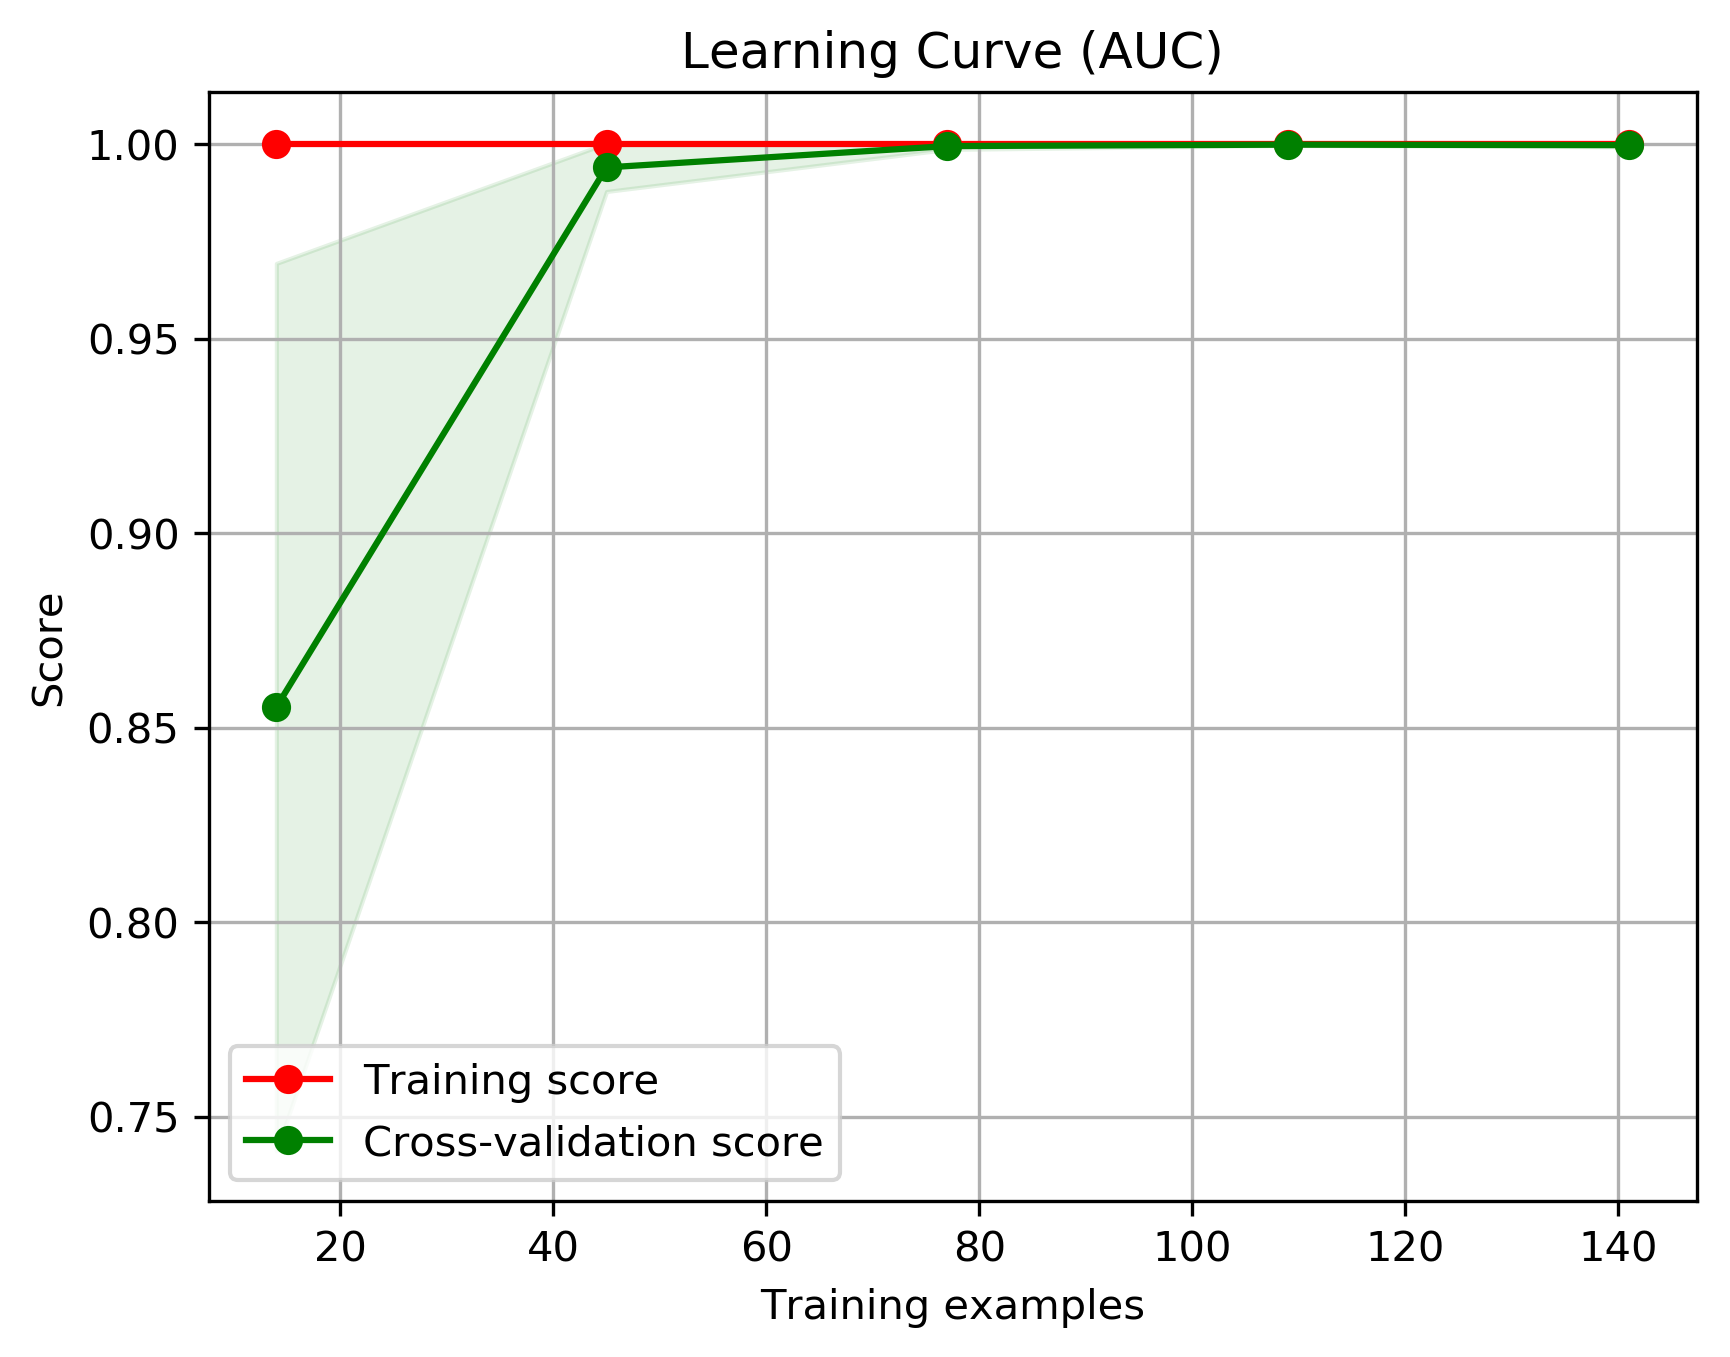 Learning Curve (AUC)
1.00
0.95
0.90
0.85
0.80
0.75
Score
Training score
Cross-validation score
20 40 60 80 100 120 140
Training examples